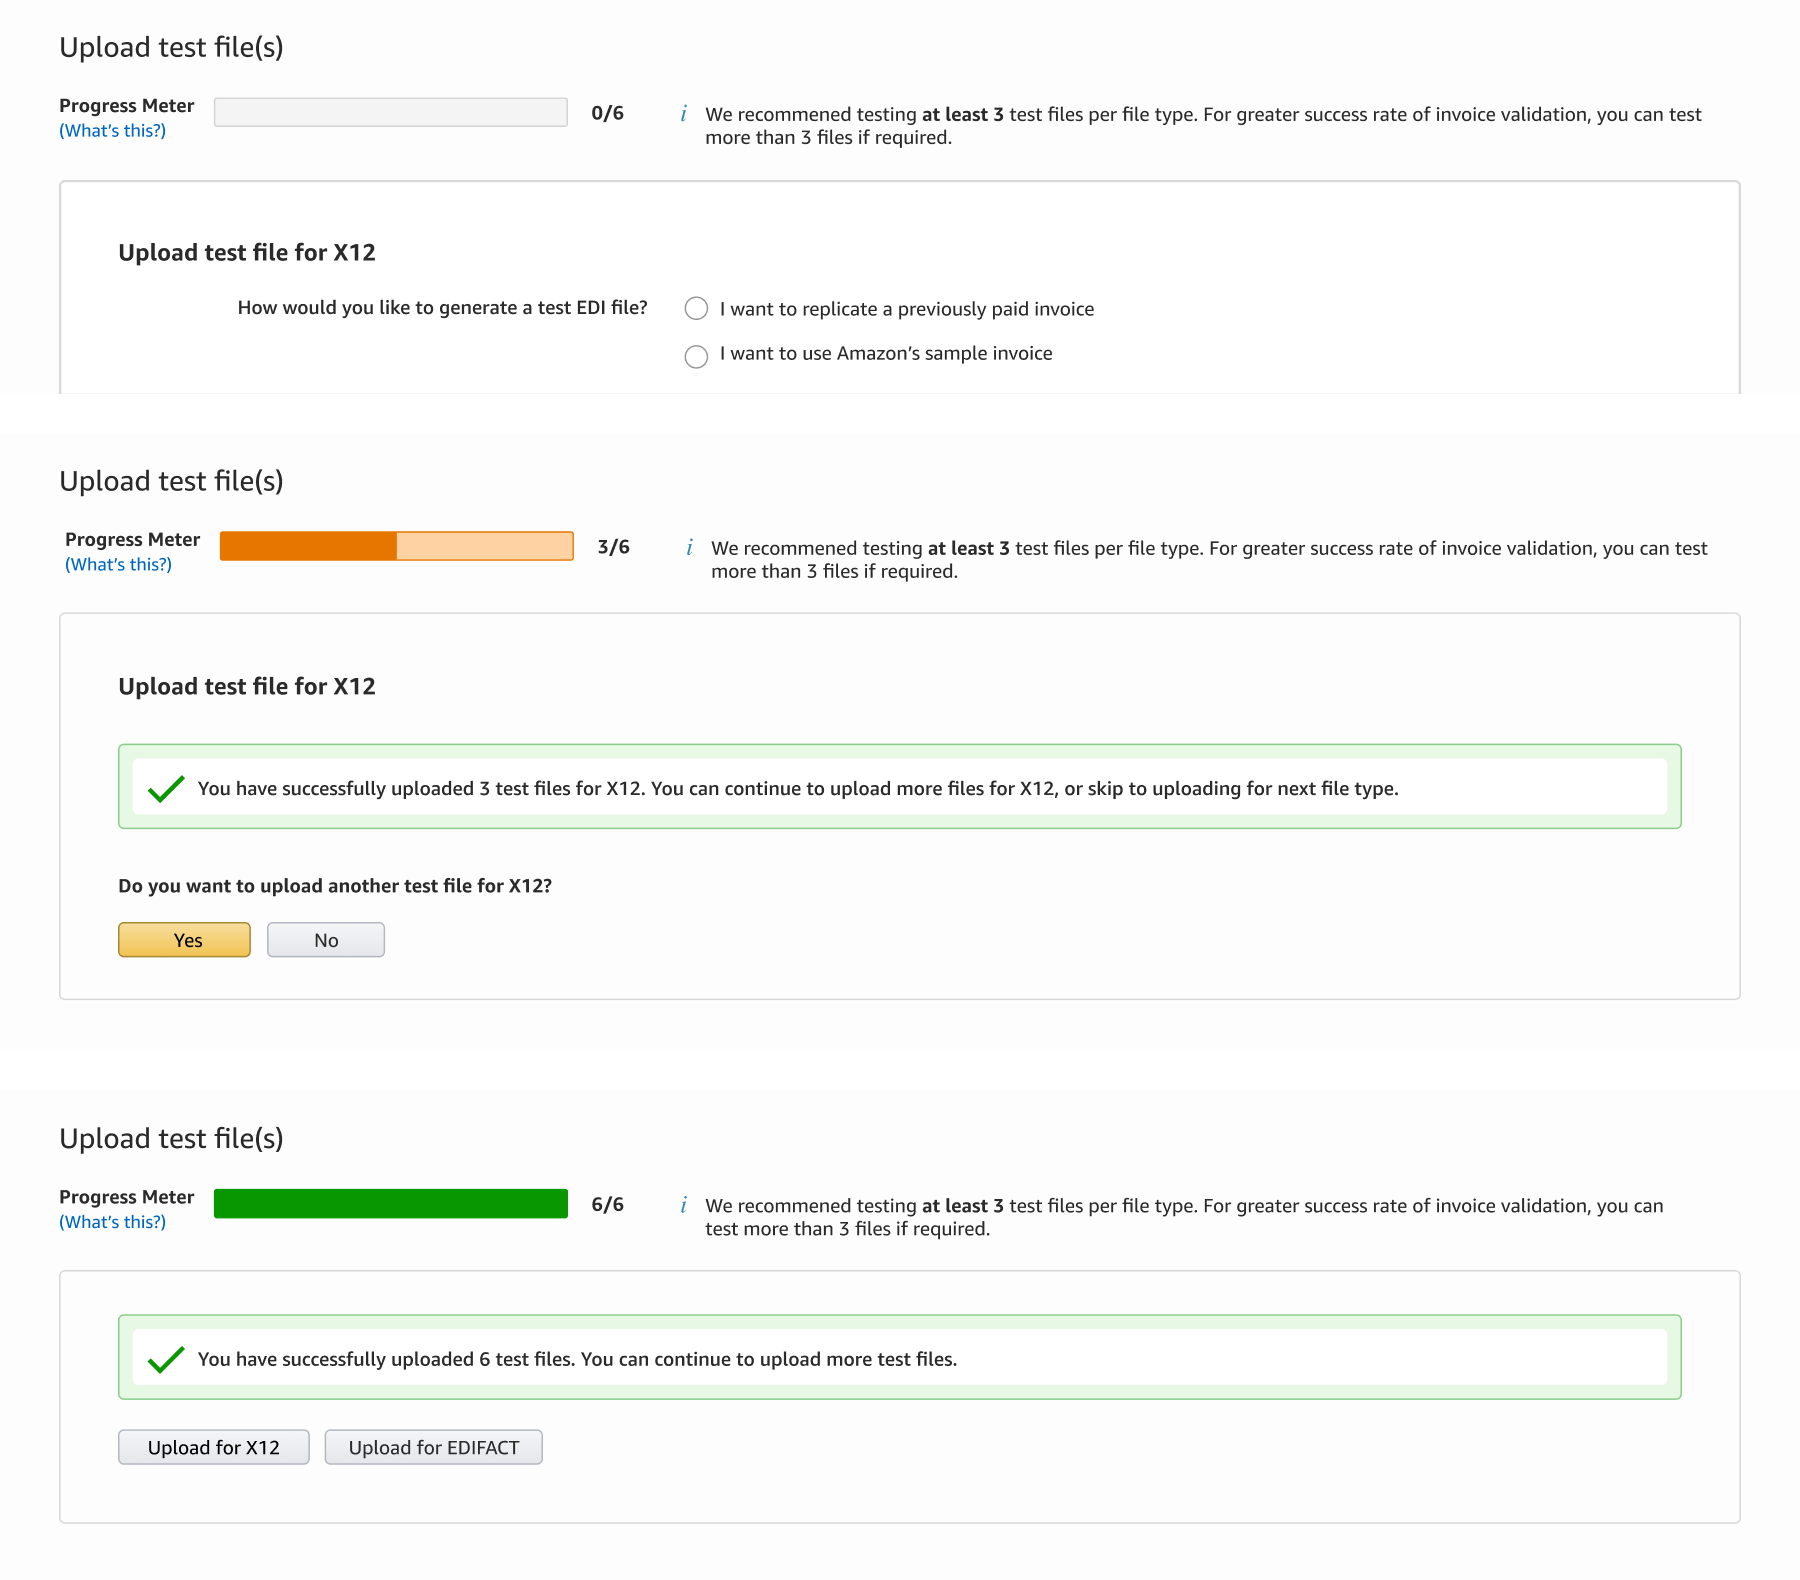 Upload test file(s)
Progress Meter
(What's this?)
0/6
i
We recommened testing at least 3 test files per file type. For greater success rate of invoice validation, you can test
more than 3 files if required.
Upload test file for X12
How would you like to generate a test EDI file?
I want to replicate a previously paid invoice
I want to use Amazon's sample invoice
Upload test file(s)
Progress Meter
(What's this?)
3/6
i
We recommened testing at least 3 test files per file type. For greater success rate of invoice validation, you can test
more than 3 files if required.
Upload test file for X12
You have successfully uploaded 3 test files for X12. You can continue to upload more files for X12, or skip to uploading for next file type.
Do you want to upload another test file for X12?
Yes
No
Upload test file(s)
Progress Meter
(What's this?)
6/6
i
We recommened testing at least 3 test files per file type. For greater success rate of invoice validation, you can
test more than 3 files if required.
You have successfully uploaded 6 test files. You can continue to upload more test files.
Upload for X12
Upload for EDIFACT